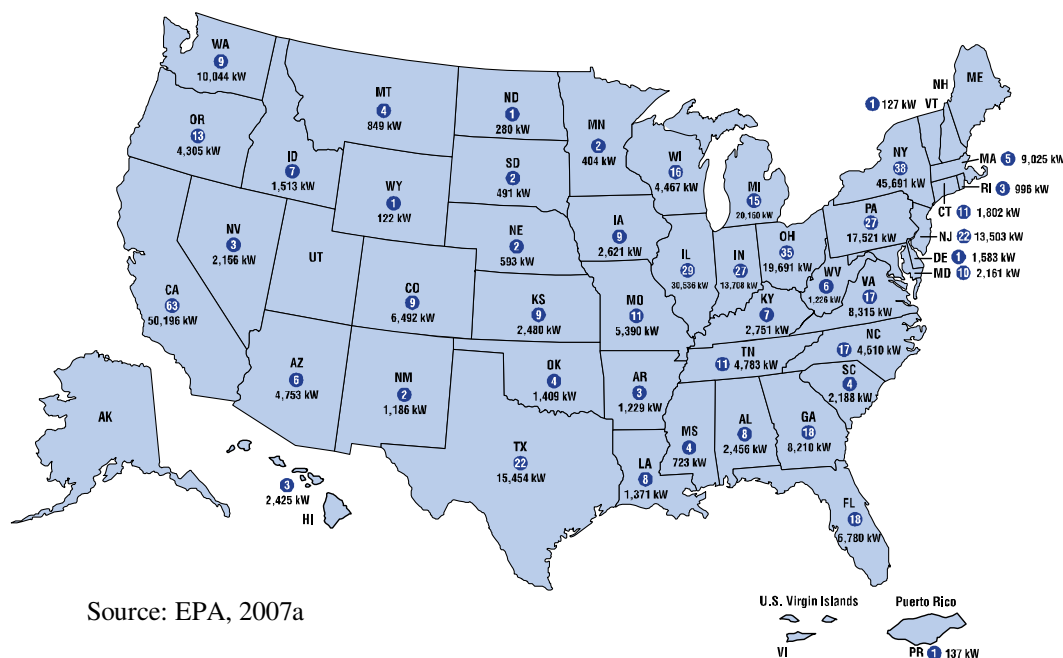 WA
9
10,044 kW
OR
13
4,305 kW
ID
7
1,513 kW
MT
4
849 kW
ND
1
280 kW
SD
2
491 kW
WY
1
122 kW
NE
2
593 kW
MN
2
404 kW
WI
16
4,467 kW
MI
15
20,160 kW
IA
9
2,621 kW
NV
3
2,156 kW
UT
CA
63
50,196 kW
CO
9
6,492 kW
KS
9
2,480 kW
MO
11
5,390 kW
IL
29
30,536 kW
IN
27
13,708 kW
OH
35
19,691 kW
KY
7
2,751 kW
WV
6
1,226 kW
VA
17
8,315 kW
PA
27
17,521 kW
NY
38
45,691 kW
1 127 kW
VT
NH
ME
MA 5 9,025 kW
RI 3 996 kW
CT 11 1,802 kW
NJ 22 13,503 kW
DE 1 1,583 kW
MD 10 2,161 kW
NC
17 4,510 kW
TN
11 4,783 kW
SC
4
2,188 kW
GA
18
8,210 kW
AL
8
2,456 kW
MS
4
723 kW
AR
3
1,229 kW
LA
8
1,371 kW
OK
4
1,409 kW
TX
22
15,454 kW
NM
2
1,186 kW
AZ
6
4,753 kW
FL
18
6,780 kW
AK
3
2,425 kW
HI
Source: EPA, 2007a
U.S. Virgin Islands
VI
Puerto Rico
PR 1 137 kW